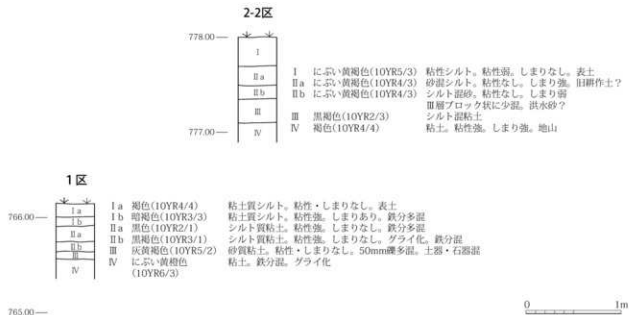 2-2区
778.00
777.00
Ⅰ
Ⅱa
Ⅱb
Ⅲ
Ⅳ
Ⅰ にぶい黄褐色(10YR5/3) 粘性シルト。粘性弱。しまりなし。表土
Ⅱa にぶい黄褐色(10YR4/3) 砂混シルト。粘性なし。しまり強。旧耕作土？
Ⅱb にぶい黄褐色(10YR4/3) シルト混砂。粘性なし。しまり弱
Ⅲ層ブロック状に少混。洪水砂？
Ⅲ 黒褐色(10YR2/3) シルト混粘土
Ⅳ 褐色(10YR4/4) 粘土。粘性強。しまり強。地山
1区
766.00
765.00
Ⅰa
Ⅰb
Ⅱa
Ⅱb
Ⅲ
Ⅳ
Ⅰa 褐色(10YR4/4) 粘土質シルト。粘性・しまりなし。表土
Ⅰb 暗褐色(10YR3/3) 粘土質シルト。粘性強。しまりあり。鉄分多混
Ⅱa 黒色(10YR2/1) シルト質粘土。粘性強。しまりなし。鉄分多混
Ⅱb 黒褐色(10YR3/1) シルト質粘土。粘性強。しまりなし。グライ化。鉄分混
Ⅲ 灰黄褐色(10YR5/2) 砂質粘土。粘性・しまりなし。50mm礫多混。土器・石器混
Ⅳ にぶい黄橙色 粘土。鉄分混。グライ化
(10YR6/3)
0 1m